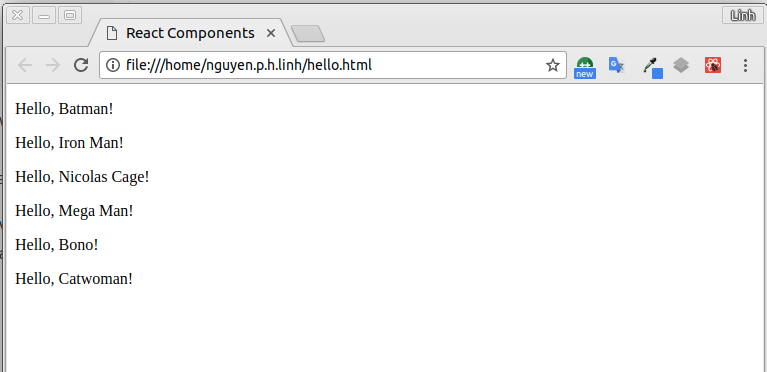 Linh
React Components
file:///home/nguyen.p.h.linh/hello.html
new
Hello, Batman!
Hello, Iron Man!
Hello, Nicolas Cage!
Hello, Mega Man!
Hello, Bono!
Hello, Catwoman!